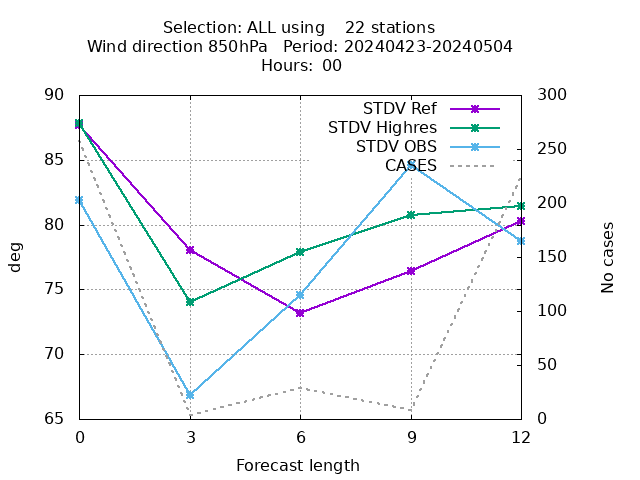 Selection: ALL using    22 stations
Wind direction 850hPa   Period: 20240423-20240504
Hours: 00
90
85
80
75
70
65
300
250
200
150
100
50
0
STDV Ref
STDV Highres
STDV OBS
CASES
deg
No cases
0 3 6 9 12
Forecast length